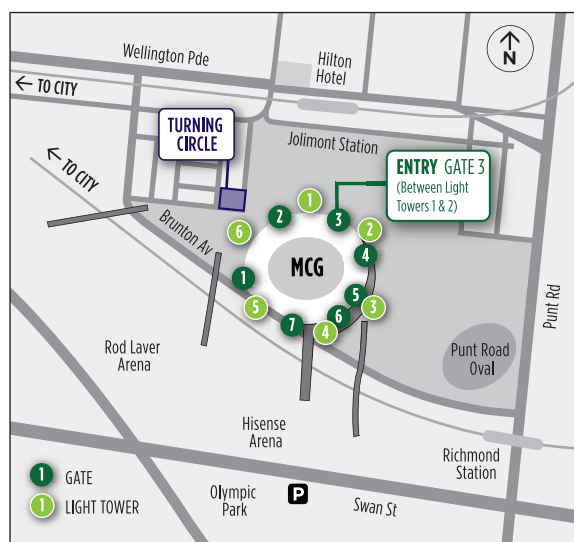 Wellington Pde
Hilton
Hotel
N
← TO CITY
TURNING
CIRCLE
Jolimont Station
← TO CITY
ENTRY GATE 3
(Between Light
Towers 1 & 2)
1
2
3
2
6
4
Brunton Av
MCG
1
5
5
3
6
7
4
Punt Rd
Rod Laver
Arena
Punt Road
Oval
Hisense
Arena
Richmond
Station
1 GATE
1 LIGHT TOWER
Olympic
Park
P
Swan St